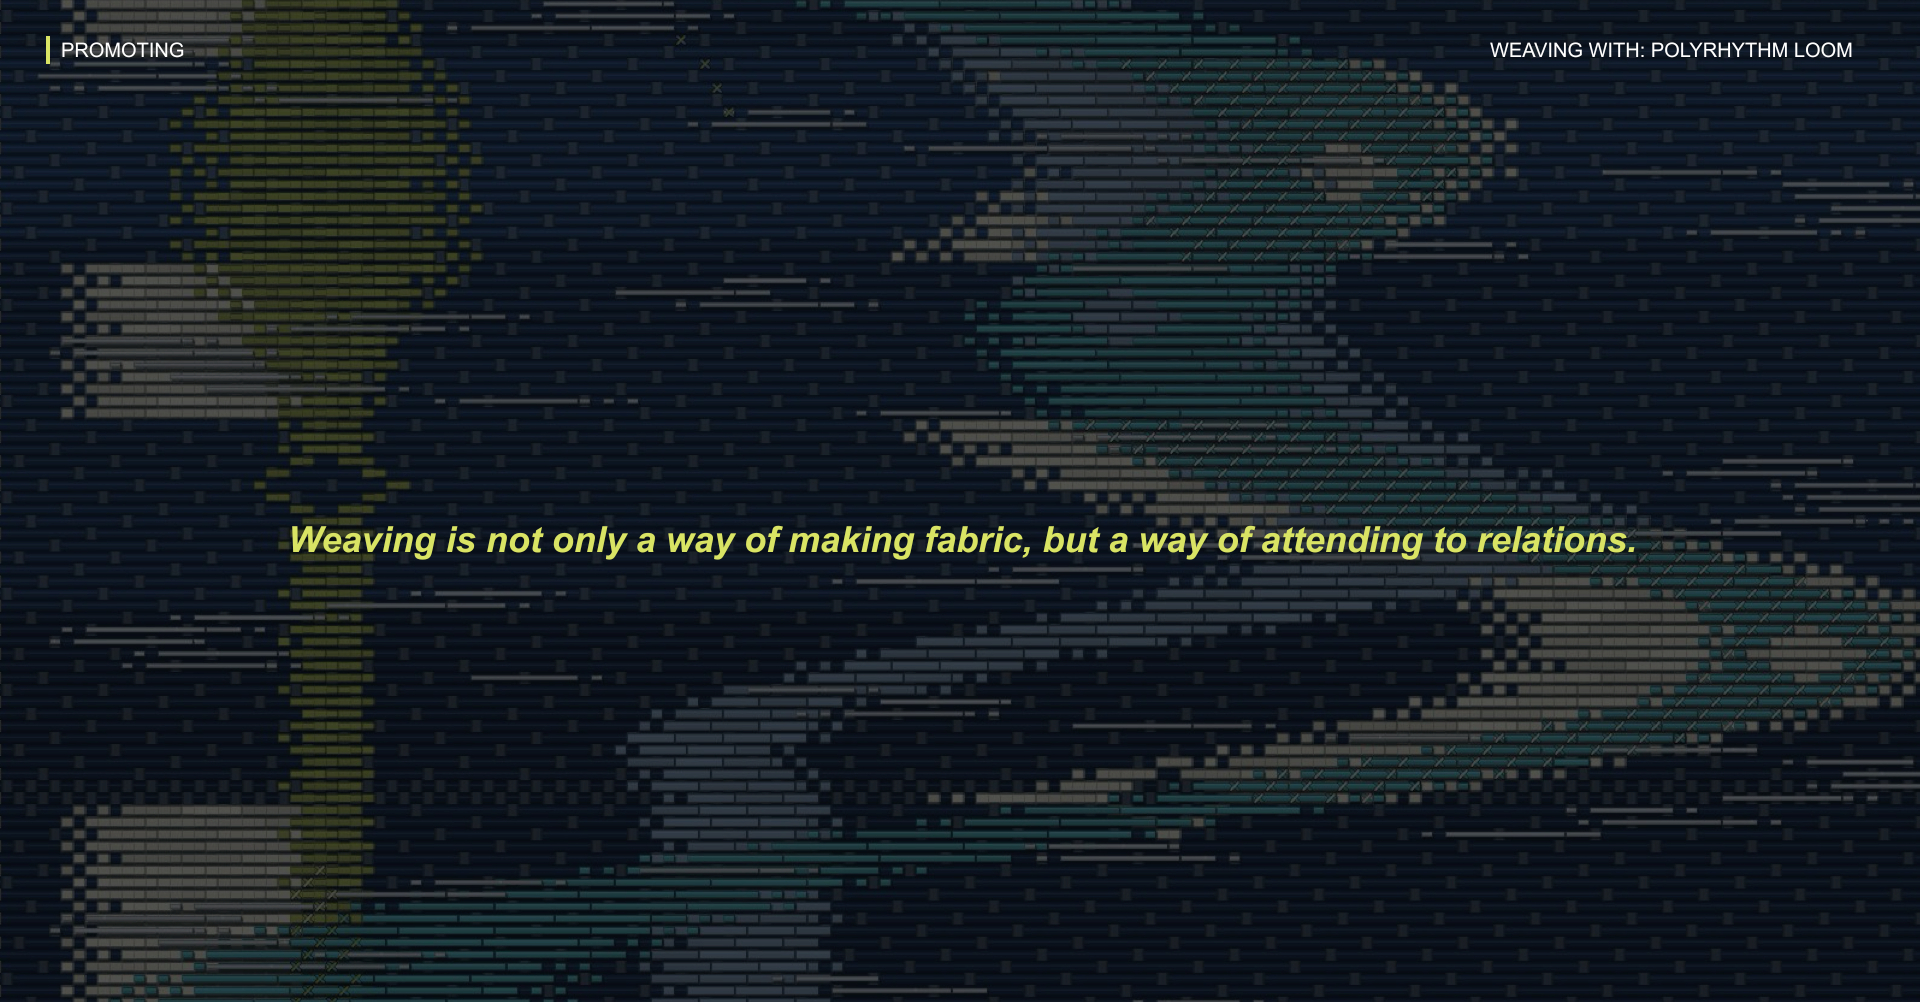 PROMOTING
WEAVING WITH: POLYRHYTHM LOOM
Weaving is not only a way of making fabric, but a way of attending to relations.